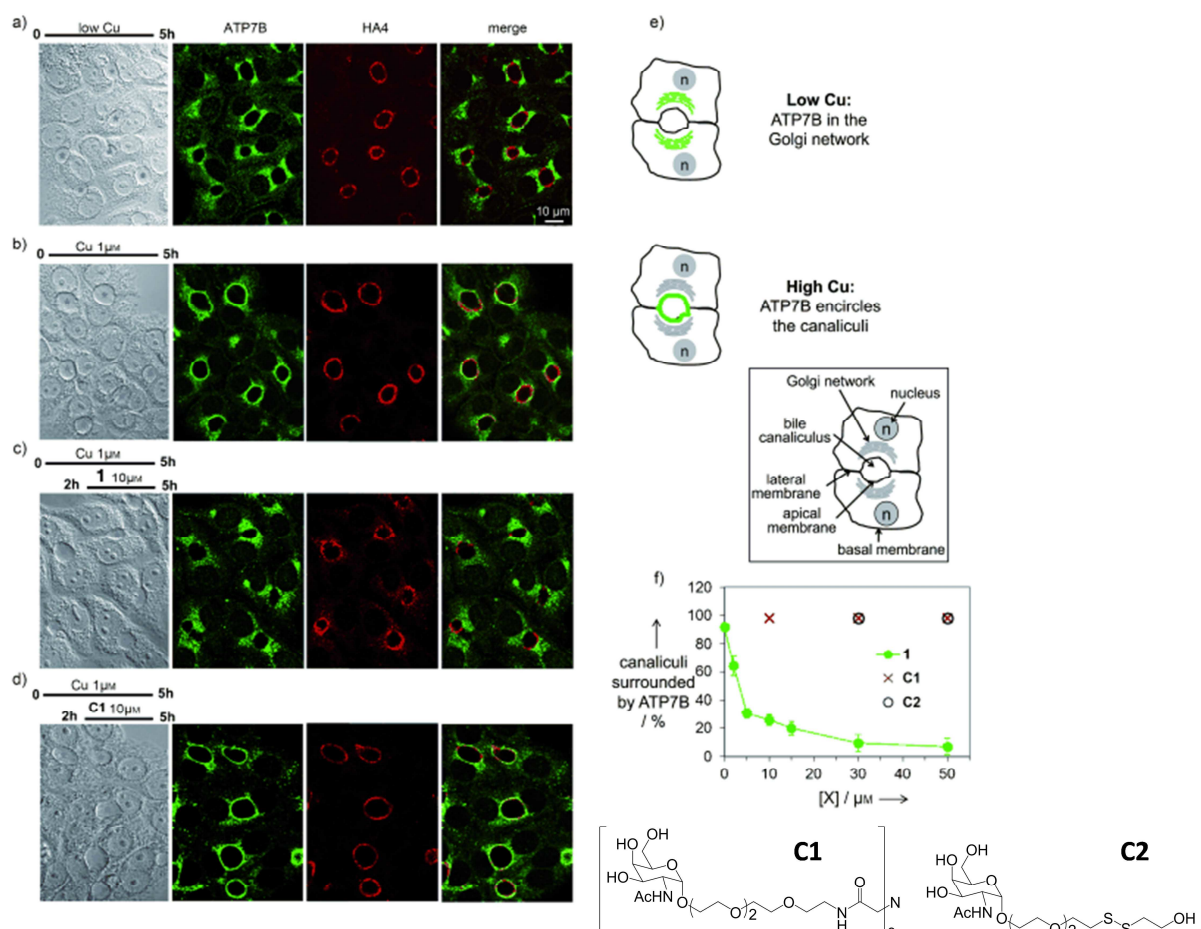 a)
0 low Cu 5h
ATP7B
HA4
merge
10 µm
b)
0 Cu 1µM 5h
c)
0 Cu 1µM 5h
2h 1 10µM 5h
d)
0 Cu 1µM 5h
2h C1 10µM 5h
e)
n
n
Low Cu:
ATP7B in the
Golgi network
n
n
High Cu:
ATP7B encircles
the canaliculi
Golgi network
nucleus
n
bile
canaliculus
lateral
membrane
apical
membrane
n
basal membrane
f)
120
100
80
60
40
20
0
canaliculi
surrounded
by ATP7B
/ %
1
C1
C2
0 10 20 30 40 50
[X] / µM
C1
OH
HO
O
HO
AcHN
O
O
2
O
N
H
O
N
C2
OH
HO
O
HO
AcHN
O
O
S
S
OH